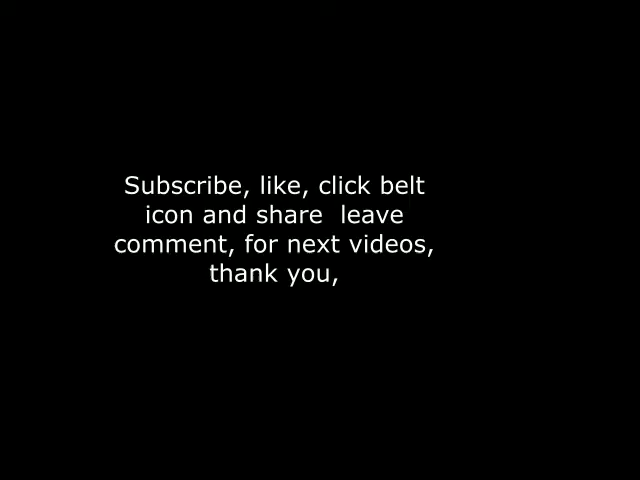 Subscribe, like, click belt
icon and share  leave
comment, for next videos,
thank you,